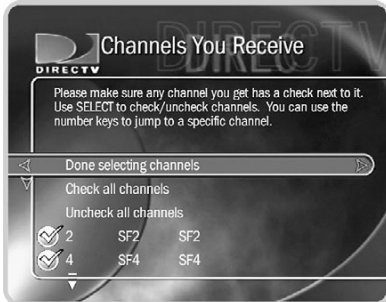 DIRECTV
Channels You Receive
DIRECTV
Please make sure any channel you get has a check next to it.
Use SELECT to check/uncheck channels. You can use the
number keys to jump to a specific channel.
Done selecting channels
Check all channels
Uncheck all channels
2 SF2 SF2
4 SF4 SF4